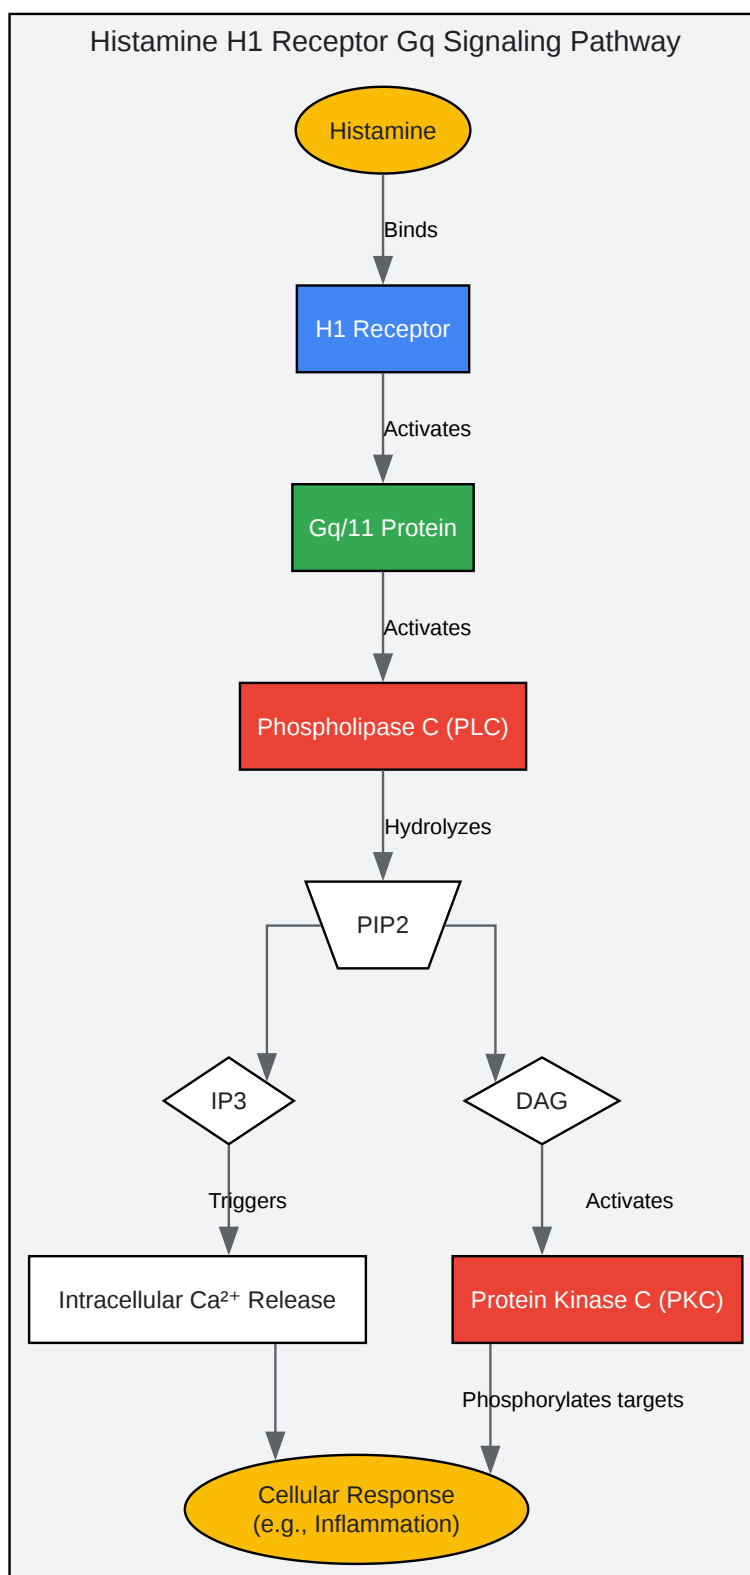 Histamine H1 Receptor Gq Signaling Pathway
Histamine
Binds
H1 Receptor
Activates
Gq/11 Protein
Activates
Phospholipase C (PLC)
Hydrolyzes
PIP2
IP3
DAG
Triggers
Activates
Intracellular Ca²⁺ Release
Protein Kinase C (PKC)
Phosphorylates targets
Cellular Response
(e.g., Inflammation)